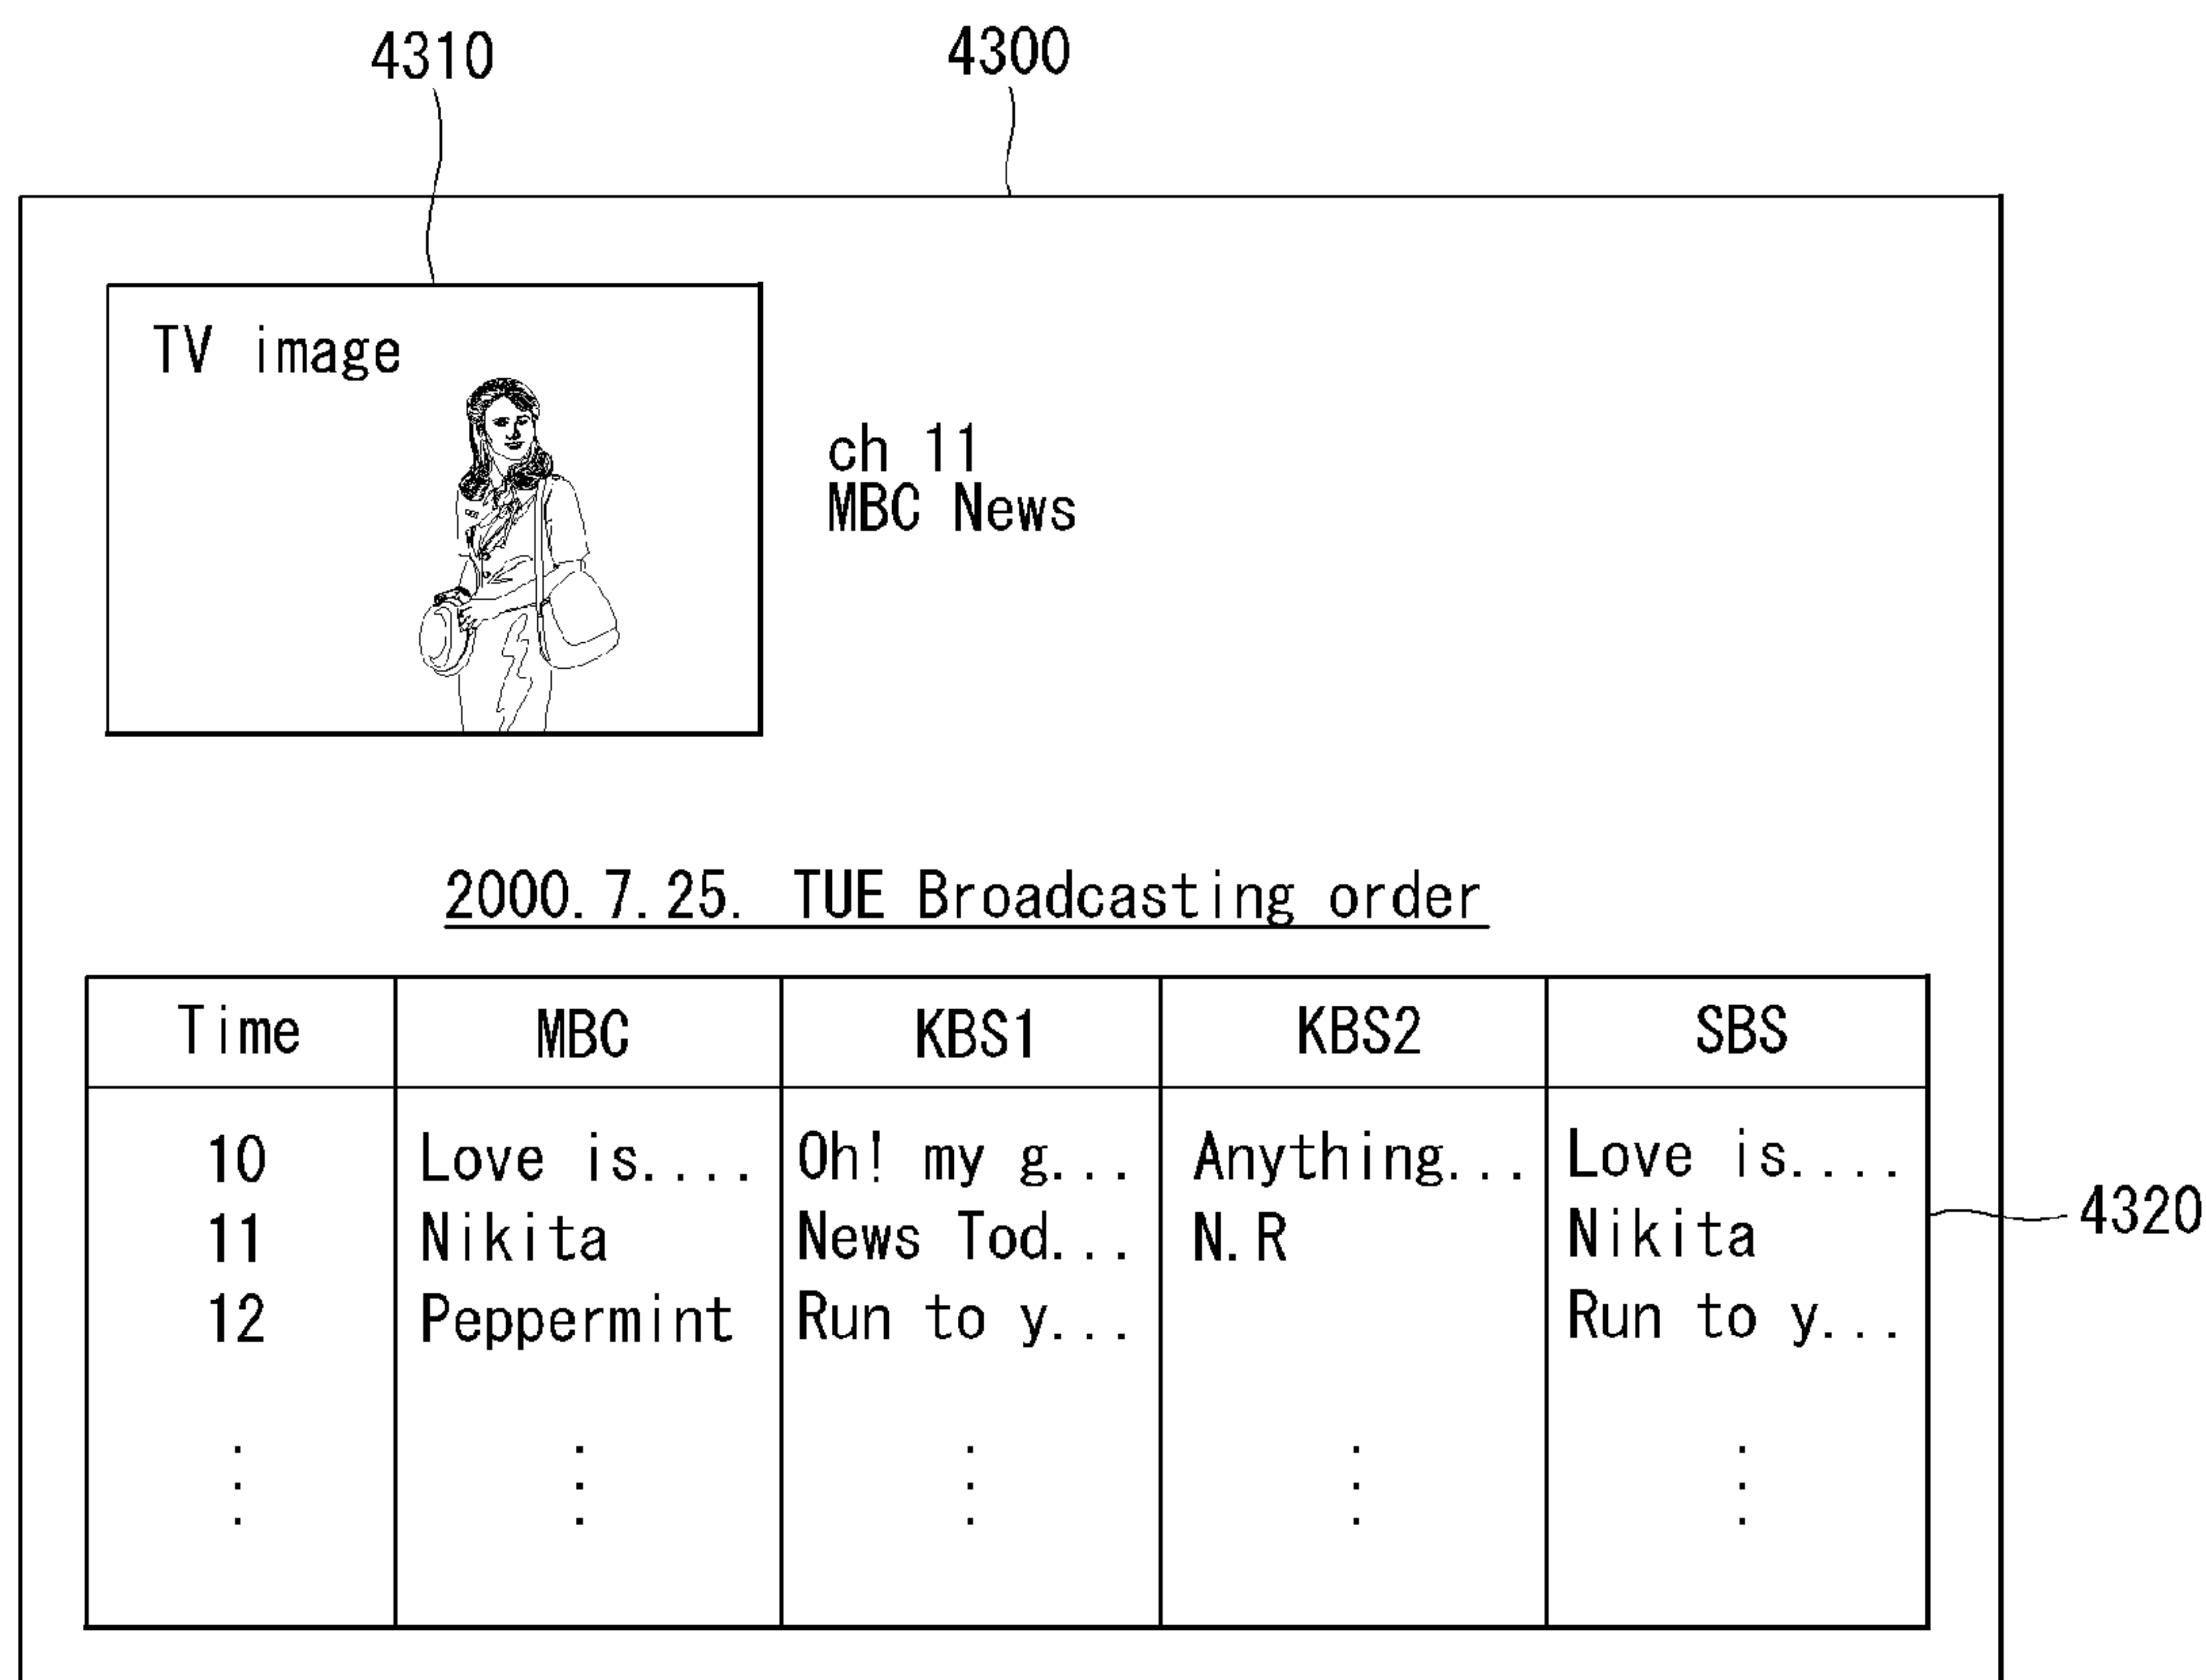 4310 4300
TV image
ch 11
MBC News
2000.7.25. TUE Broadcasting order
Time MBC KBS1 KBS2 SBS
10 Love is.... Oh! my g... Anything... Love is....
11 Nikita News Tod... N.R Nikita
4320
12 Peppermint Run to y... Run to y...